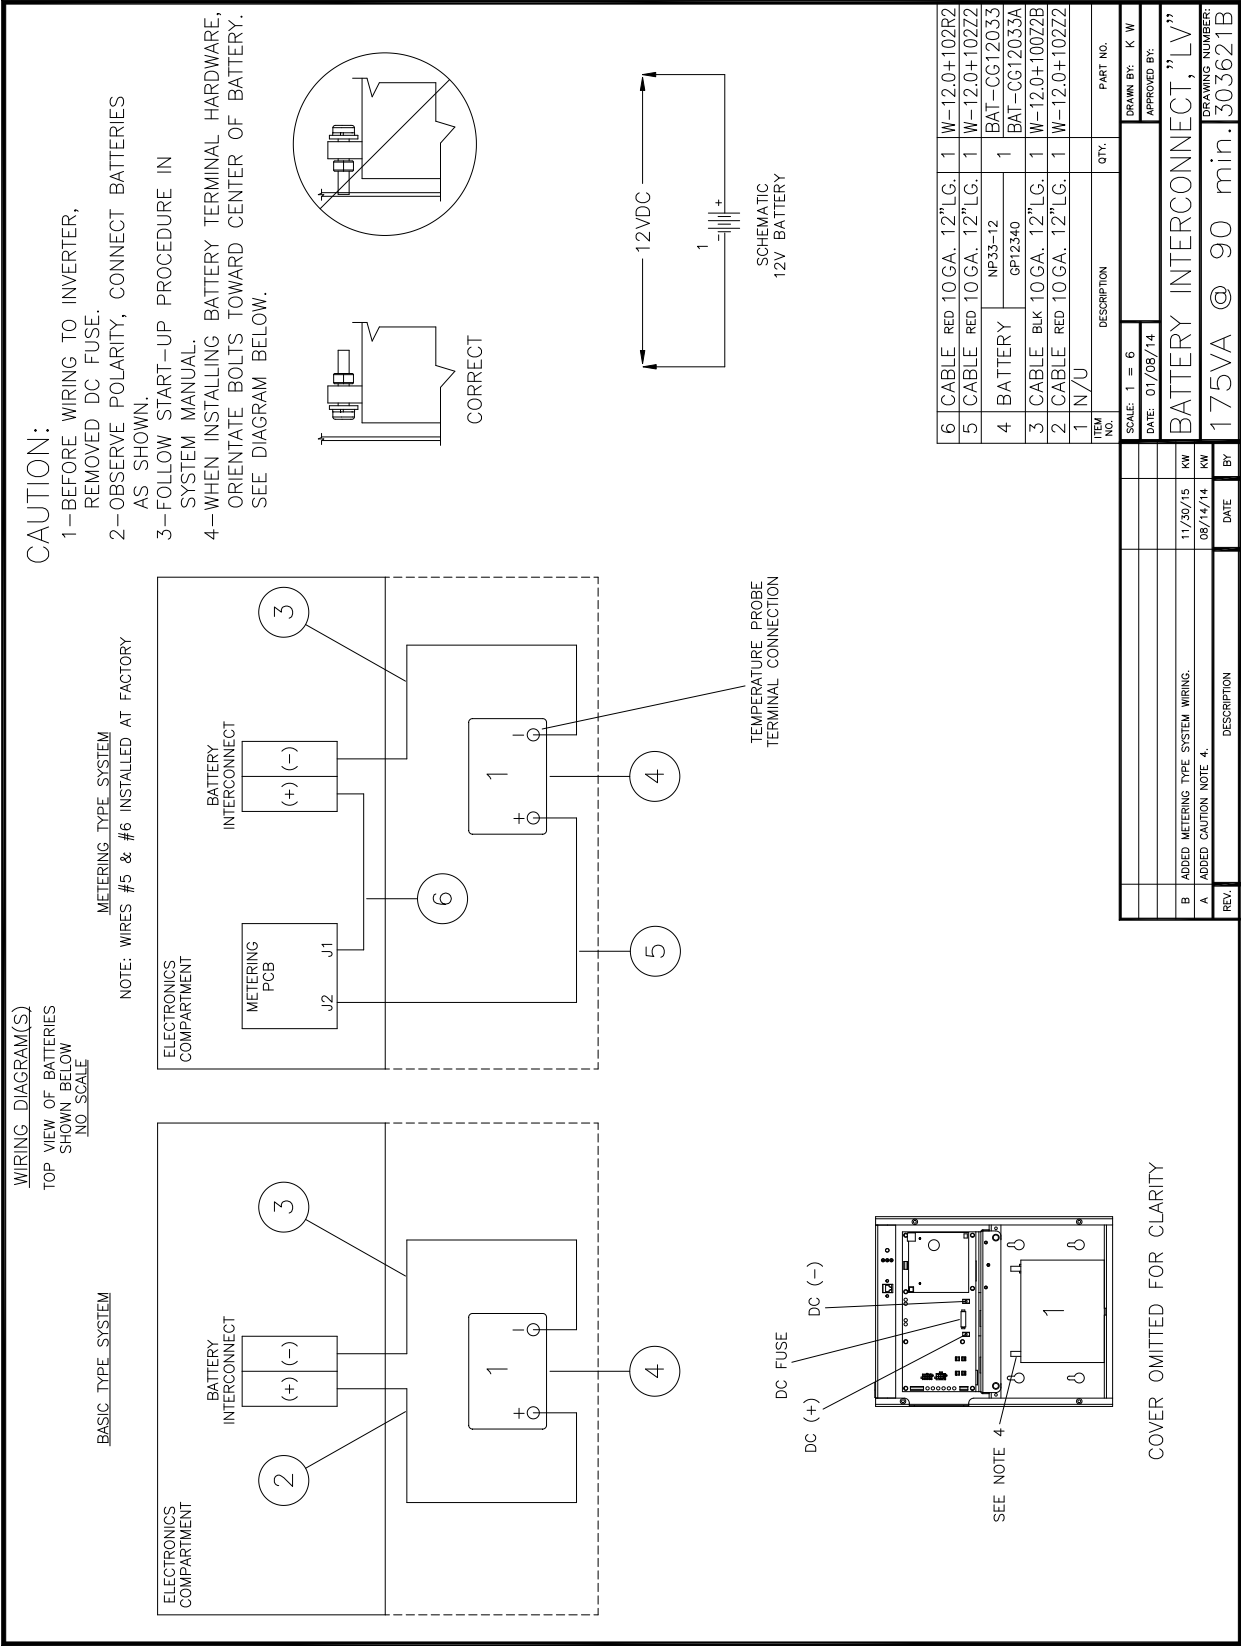 WIRING DIAGRAM(S)
TOP VIEW OF BATTERIES
SHOWN BELOW
NO SCALE
BASIC TYPE SYSTEM
ELECTRONICS
COMPARTMENT
BATTERY
INTERCONNECT
(+) (-)
2
3
+
1
-
4
METERING TYPE SYSTEM
NOTE: WIRES #5 & #6 INSTALLED AT FACTORY
ELECTRONICS
COMPARTMENT
METERING
PCB
J2 J1
BATTERY
INTERCONNECT
(+) (-)
3
6
+
1
-
5
4
TEMPERATURE PROBE
TERMINAL CONNECTION
CAUTION:
1-BEFORE WIRING TO INVERTER,
REMOVED DC FUSE.
2-OBSERVE POLARITY, CONNECT BATTERIES
AS SHOWN.
3-FOLLOW START-UP PROCEDURE IN
SYSTEM MANUAL.
4-WHEN INSTALLING BATTERY TERMINAL HARDWARE,
ORIENTATE BOLTS TOWARD CENTER OF BATTERY.
SEE DIAGRAM BELOW.
CORRECT
12VDC
1
- +
SCHEMATIC
12V BATTERY
DC (+)
DC FUSE
DC (-)
SEE NOTE 4
1
COVER OMITTED FOR CLARITY
6 CABLE RED 10 GA. 12"LG. 1 W-12.0+102R2
5 CABLE RED 10 GA. 12"LG. 1 W-12.0+102Z2
4 BATTERY NP33-12 1 BAT-CG12033
GP12340 BAT-CG12033A
3 CABLE BLK 10 GA. 12"LG. 1 W-12.0+100Z2B
2 CABLE RED 10 GA. 12"LG. 1 W-12.0+102Z2
1 N/U
ITEM NO. DESCRIPTION QTY. PART NO.
B ADDED METERING TYPE SYSTEM WIRING. 11/30/15 KW
A ADDED CAUTION NOTE 4. 08/14/14 KW
REV. DESCRIPTION DATE BY
SCALE: 1 = 6
DRAWN BY: K W
DATE: 01/08/14
APPROVED BY:
BATTERY INTERCONNECT,"LV"
175VA @ 90 min.
DRAWING NUMBER:
303621B